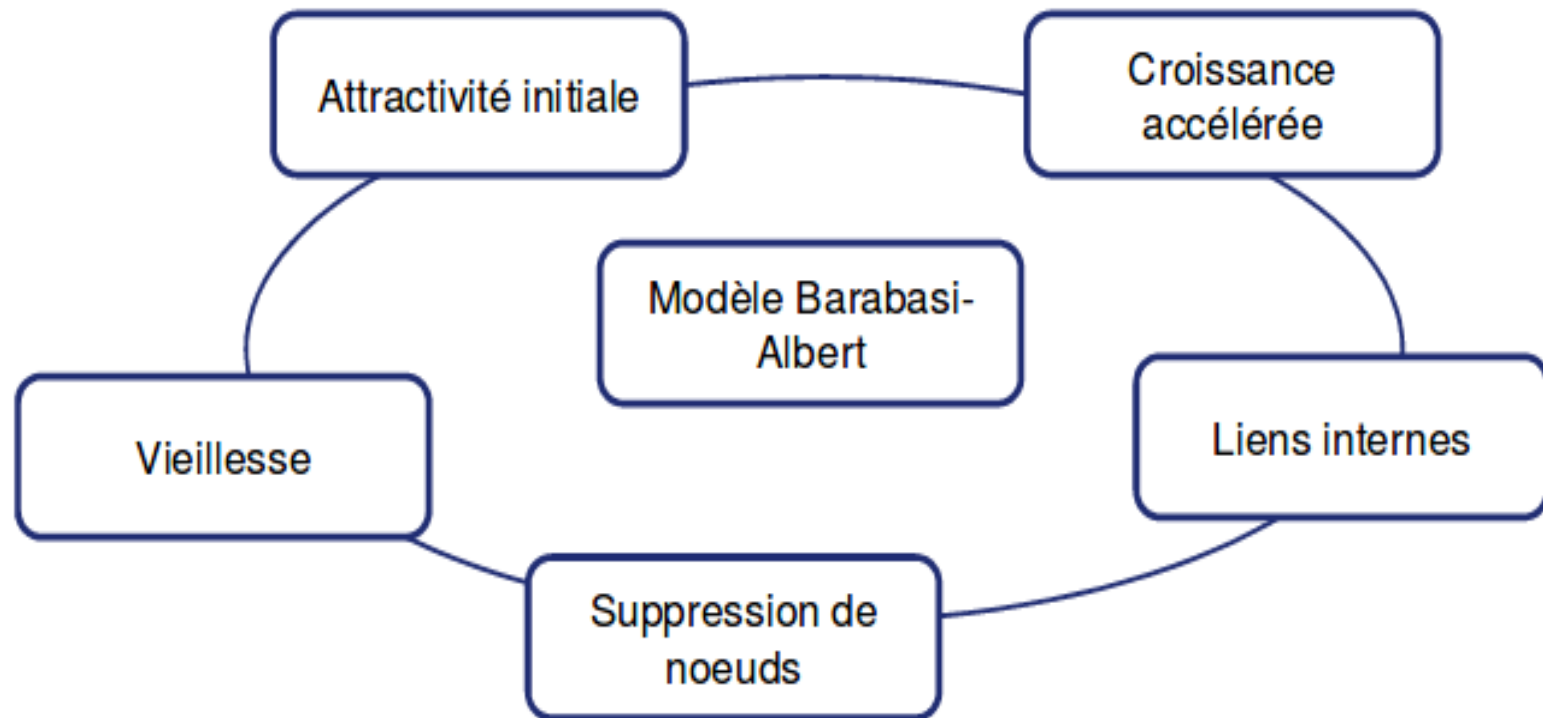 Attractivité initiale
Croissance
accélérée
Modèle Barabasi-
Albert
Vieillesse
Liens internes
Suppression de
noeuds